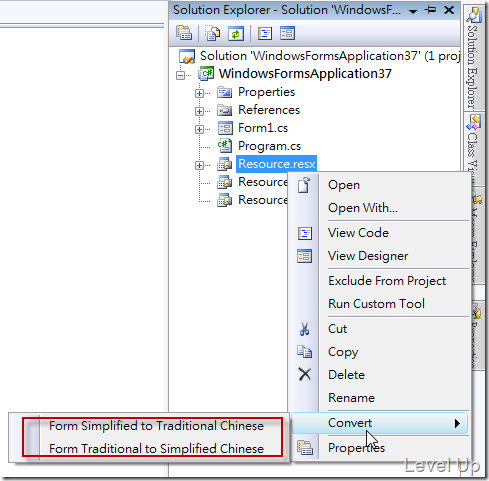 Solution Explorer - Solution 'WindowsF...
Solution 'WindowsFormsApplication37' (1 proj
WindowsFormsApplication37
Properties
References
Form1.cs
Program.cs
Resource.resx
Resource
Resource
Open
Open With...
View Code
View Designer
Exclude From Project
Run Custom Tool
Cut
Copy
Delete
Rename
Convert
Properties
Form Simplified to Traditional Chinese
Form Traditional to Simplified Chinese
Solution Explorer
Class View
Level Up